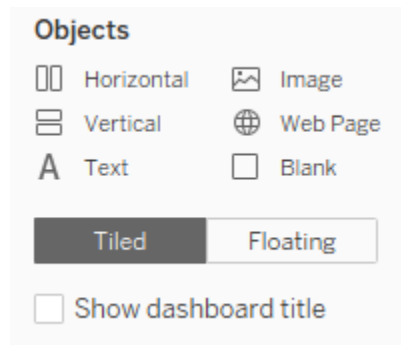 Objects
Horizontal Image
Vertical Web Page
A Text Blank
Tiled Floating
Show dashboard title